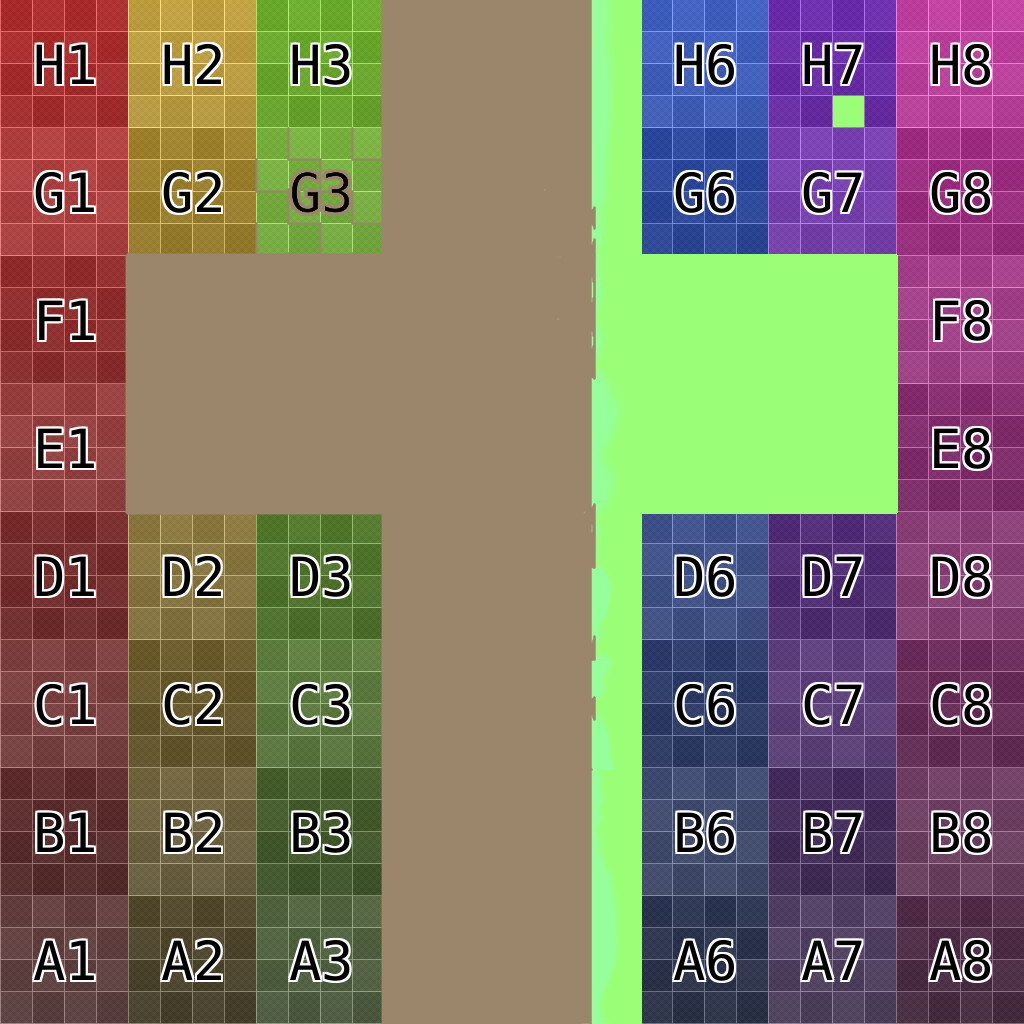 H1 H2 H3 H6 H7 H8
G1 G2 G3 G6 G7 G8
F1 F8
E1 E8
D1 D2 D3 D6 D7 D8
C1 C2 C3 C6 C7 C8
B1 B2 B3 B6 B7 B8
A1 A2 A3 A6 A7 A8